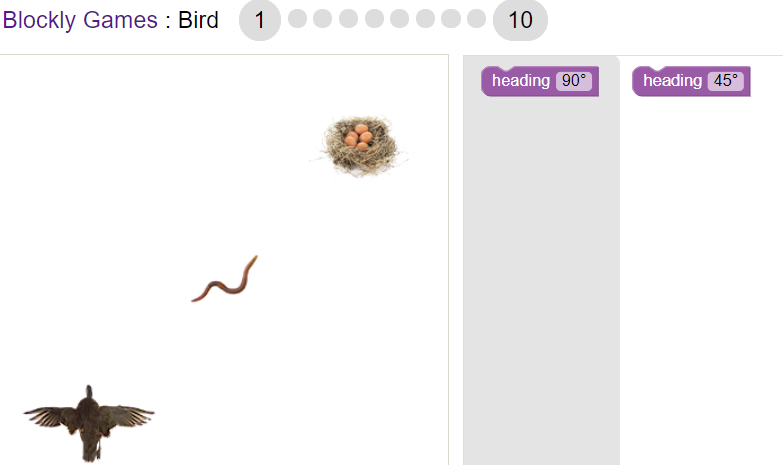 Blockly Games : Bird 1 10
heading 90° heading 45°